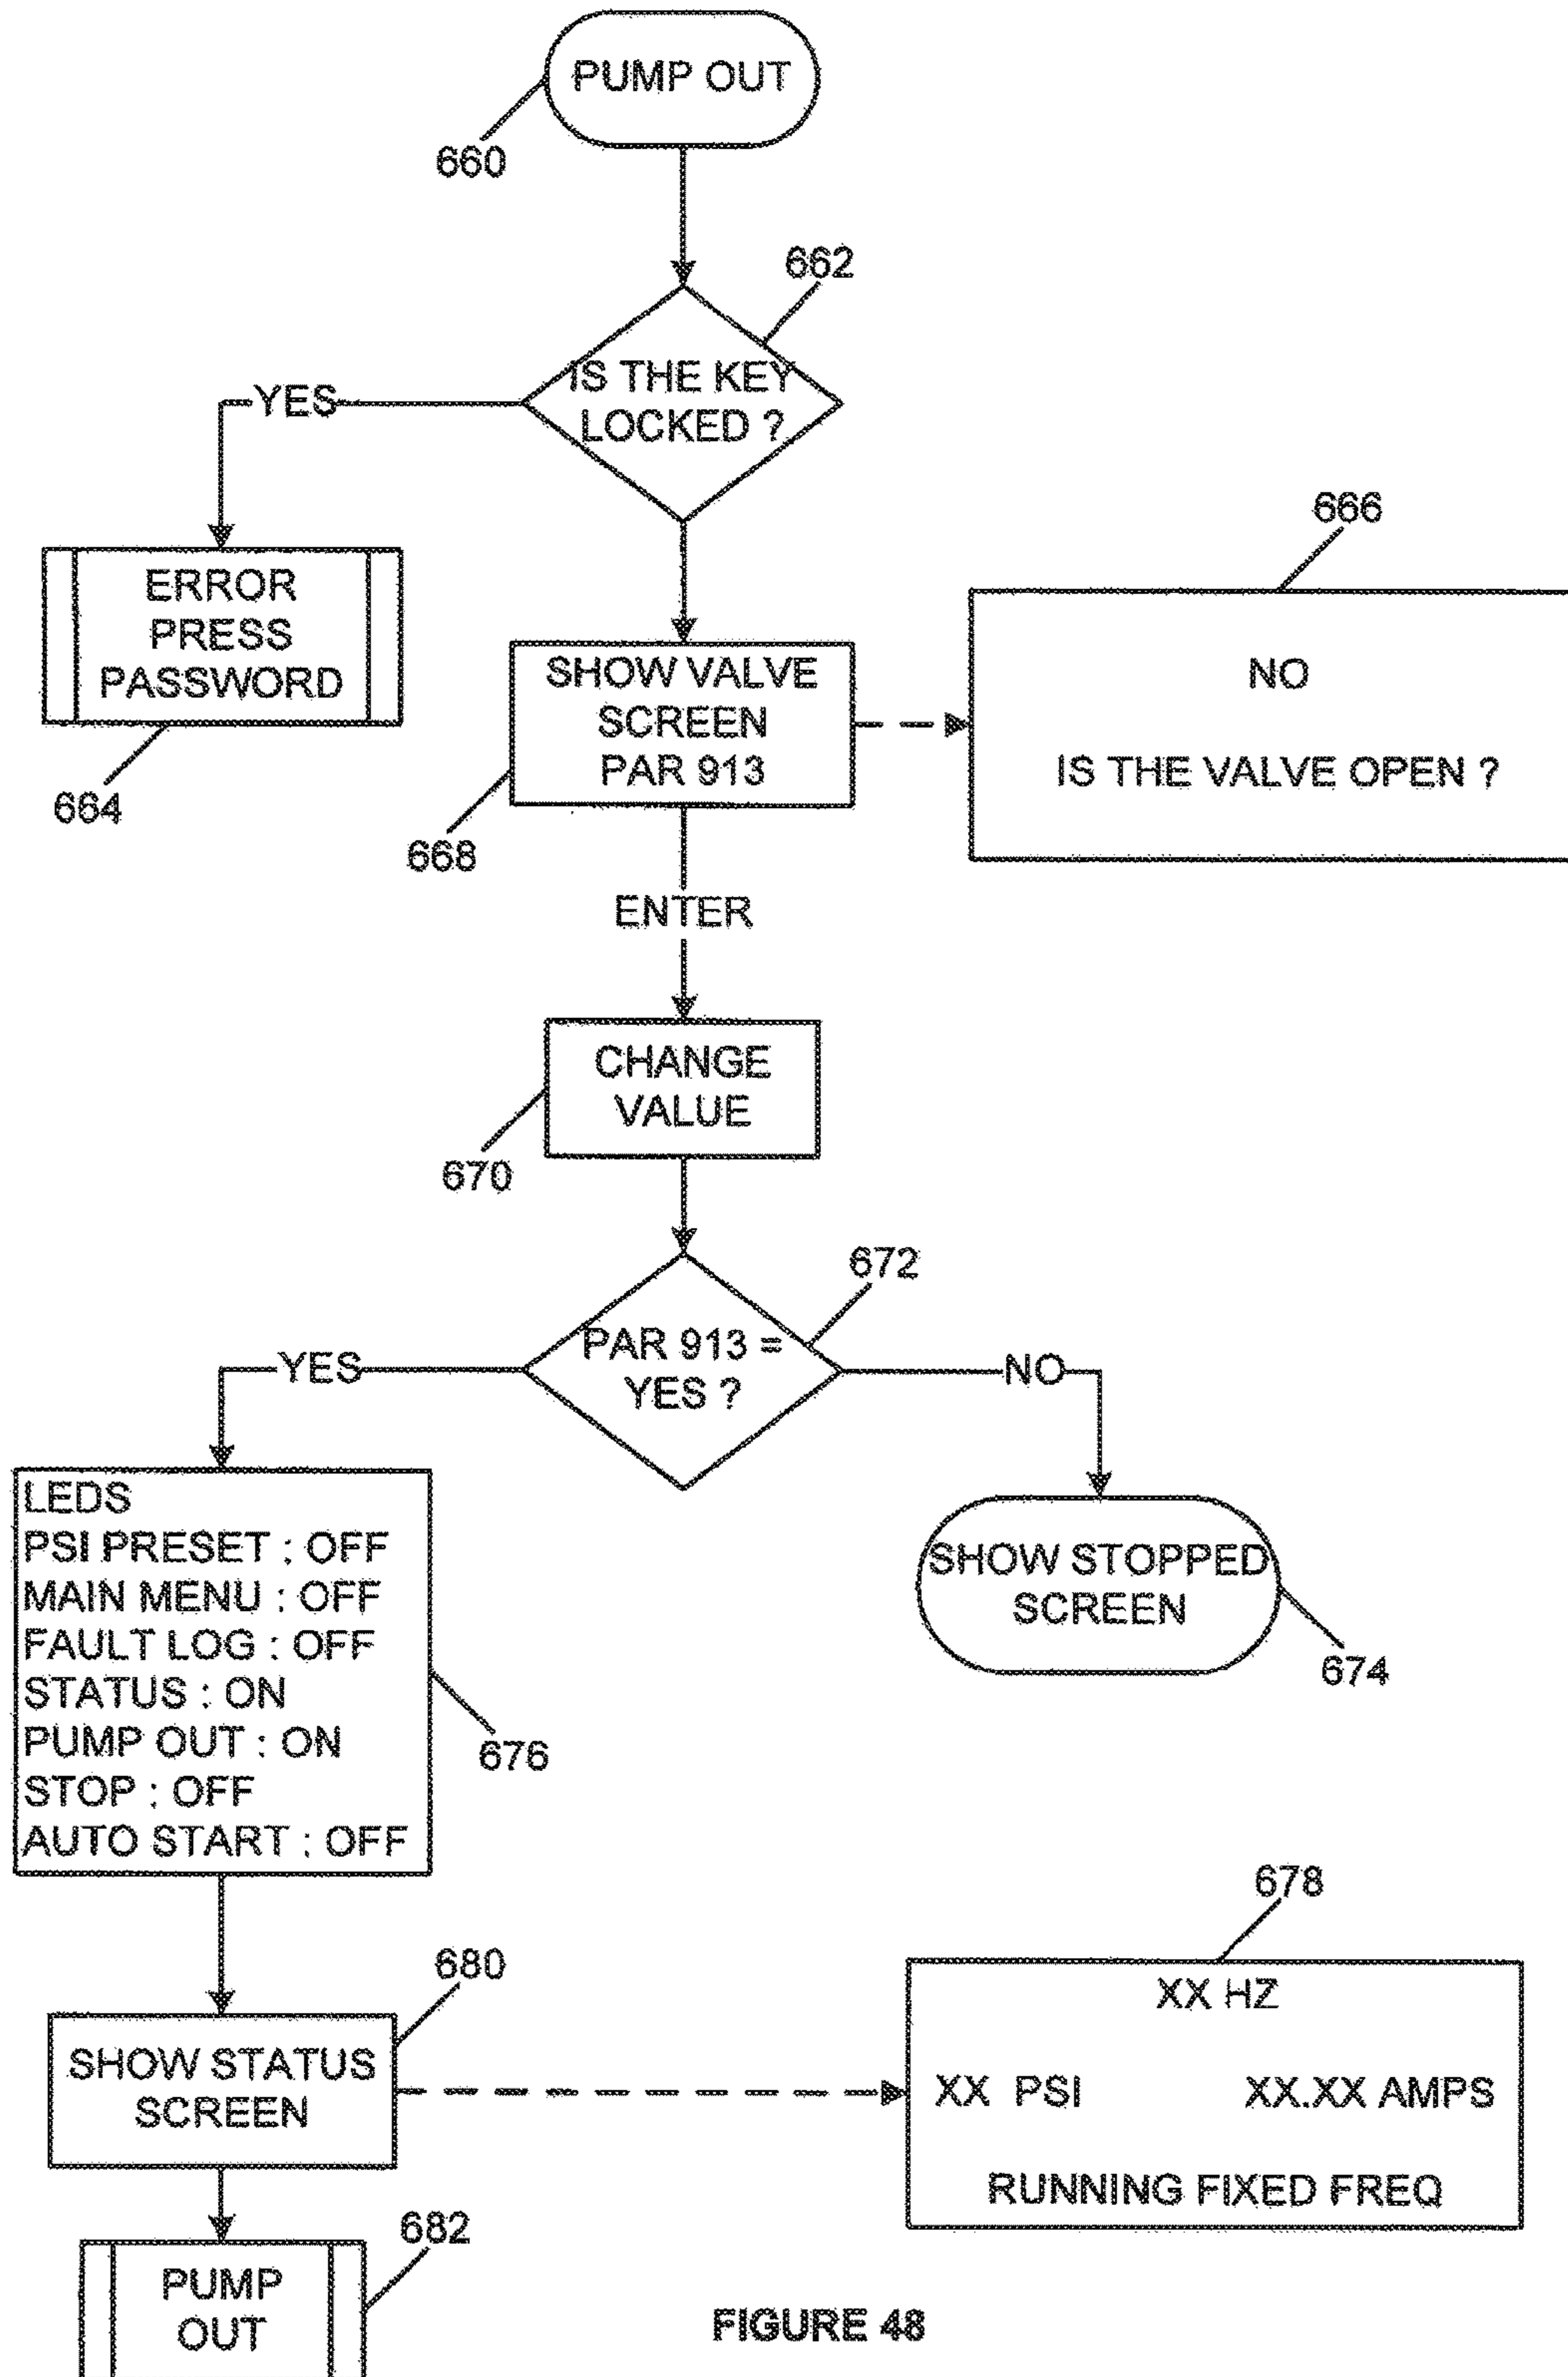 PUMP OUT
660
662
IS THE KEY
LOCKED ?
YES
666
ERROR
PRESS
PASSWORD
664
SHOW VALVE
SCREEN
PAR 913
668
NO
IS THE VALVE OPEN ?
ENTER
CHANGE
VALUE
670
672
PAR 913 =
YES ?
YES
NO
LEDS
PSI PRESET : OFF
MAIN MENU : OFF
FAULT LOG : OFF
STATUS : ON
PUMP OUT : ON
STOP : OFF
AUTO START : OFF
676
SHOW STOPPED
SCREEN
674
678
680
XX HZ
SHOW STATUS
SCREEN
XX PSI XX.XX AMPS
RUNNING FIXED FREQ
682
PUMP
OUT
FIGURE 48